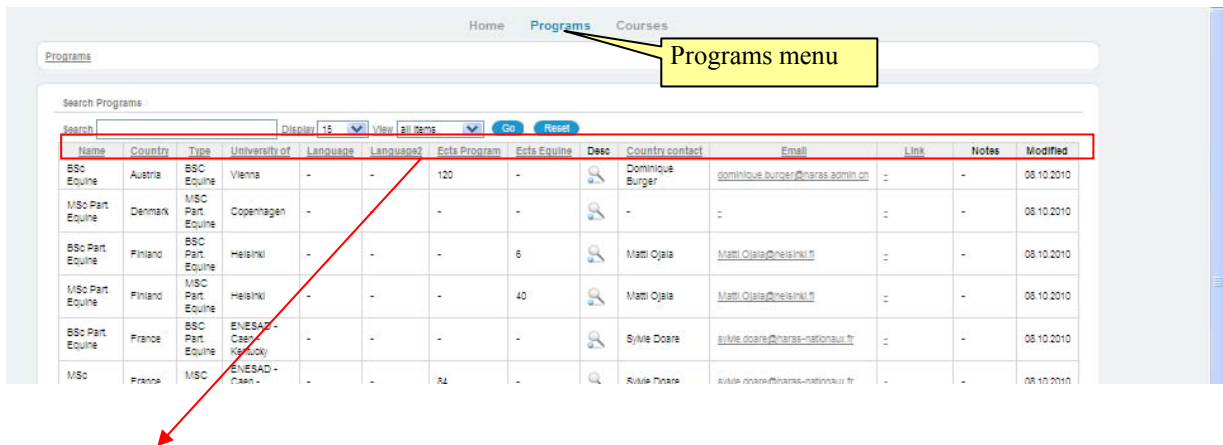 Home Programs Courses
Programs menu
Programs
Search Programs
Search Display 15 View all items Go Reset
Name Country Type University of Language Language2 Ects Program Ects Equine Desc Country contact Email Link Notes Modified
BSc Equine Austria BSC Equine Vienna - - 120 - Dominique Burger dominique.burger@haras.admin.ch - - 08.10.2010
MSc Part. Equine Denmark MSC Part. Equine Copenhagen - - - - - - - - 08.10.2010
BSc Part. Equine Finland BSC Part. Equine Helsinki - - - 6 Matti Ojala Matti.Ojala@helsinki.fi - - 08.10.2010
MSc Part. Equine Finland MSC Part. Equine Helsinki - - - 40 Matti Ojala Matti.Ojala@helsinki.fi - - 08.10.2010
BSc Part. Equine France BSC Part. Equine ENESAD - Caen - Kentucky - - - - Sylvie Doare sylvie.doare@haras-nationaux.fr - - 08.10.2010
MSc France MSC ENESAD - Caen - - - 84 - Sylvie Doare sylvie.doare@haras-nationaux.fr - - 08.10.2010